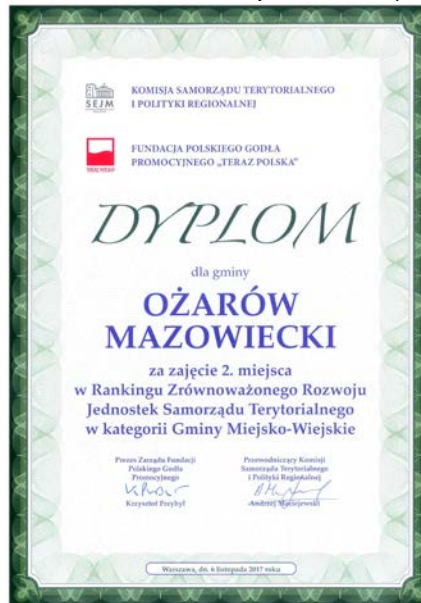 SEJM
KOMISJA SAMORZĄDU TERYTORIALNEGO
I POLITYKI REGIONALNEJ
TERAZ POLSKA
FUNDACJA POLSKIEGO GODŁA
PROMOCYJNEGO „TERAZ POLSKA”
DYPLOM
dla gminy
OŻARÓW
MAZOWIECKI
za zajęcie 2. miejsca
w Rankingu Zrównoważonego Rozwoju
Jednostek Samorządu Terytorialnego
w kategorii Gminy Miejsko-Wiejskie
Prezes Zarządu Fundacji
Polskiego Godła
Promocyjnego
Krzysztof Przybył
Przewodniczący Komisji
Samorządu Terytorialnego
i Polityki Regionalnej
Andrzej Maciejewski
Warszawa, dn. 6 listopada 2017 roku